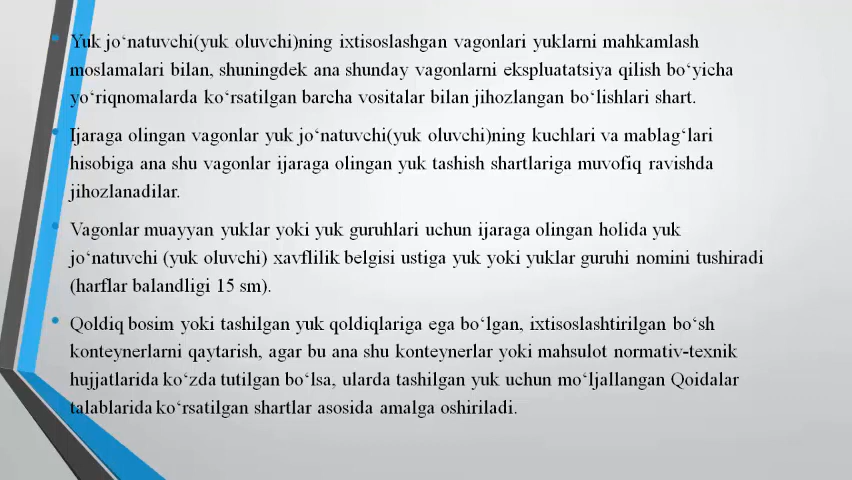 Yuk jo‘natuvchi(yuk oluvchi)ning ixtisoslashgan vagonlari yuklarni mahkamlash
moslamalari bilan, shuningdek ana shunday vagonlarni ekspluatatsiya qilish bo‘yicha
yo‘riqnomalarda ko‘rsatilgan barcha vositalar bilan jihozlangan bo‘lishlari shart.
Ijaraga olingan vagonlar yuk jo‘natuvchi(yuk oluvchi)ning kuchlari va mablag‘lari
hisobiga ana shu vagonlar ijaraga olingan yuk tashish shartlariga muvofiq ravishda
jihozlanadilar.
Vagonlar muayyan yuklar yoki yuk guruhlari uchun ijaraga olingan holida yuk
jo‘natuvchi (yuk oluvchi) xavflilik belgisi ustiga yuk yoki yuklar guruhi nomini tushiradi
(harflar balandligi 15 sm).
Qoldiq bosim yoki tashilgan yuk qoldiqlariga ega bo‘lgan, ixtisoslashtirilgan bo‘sh
konteynerlarni qaytarish, agar bu ana shu konteynerlar yoki mahsulot normativ-texnik
hujjatlarida ko‘zda tutilgan bo‘lsa, ularda tashilgan yuk uchun mo‘ljallangan Qoidalar
talablarida ko‘rsatilgan shartlar asosida amalga oshiriladi.